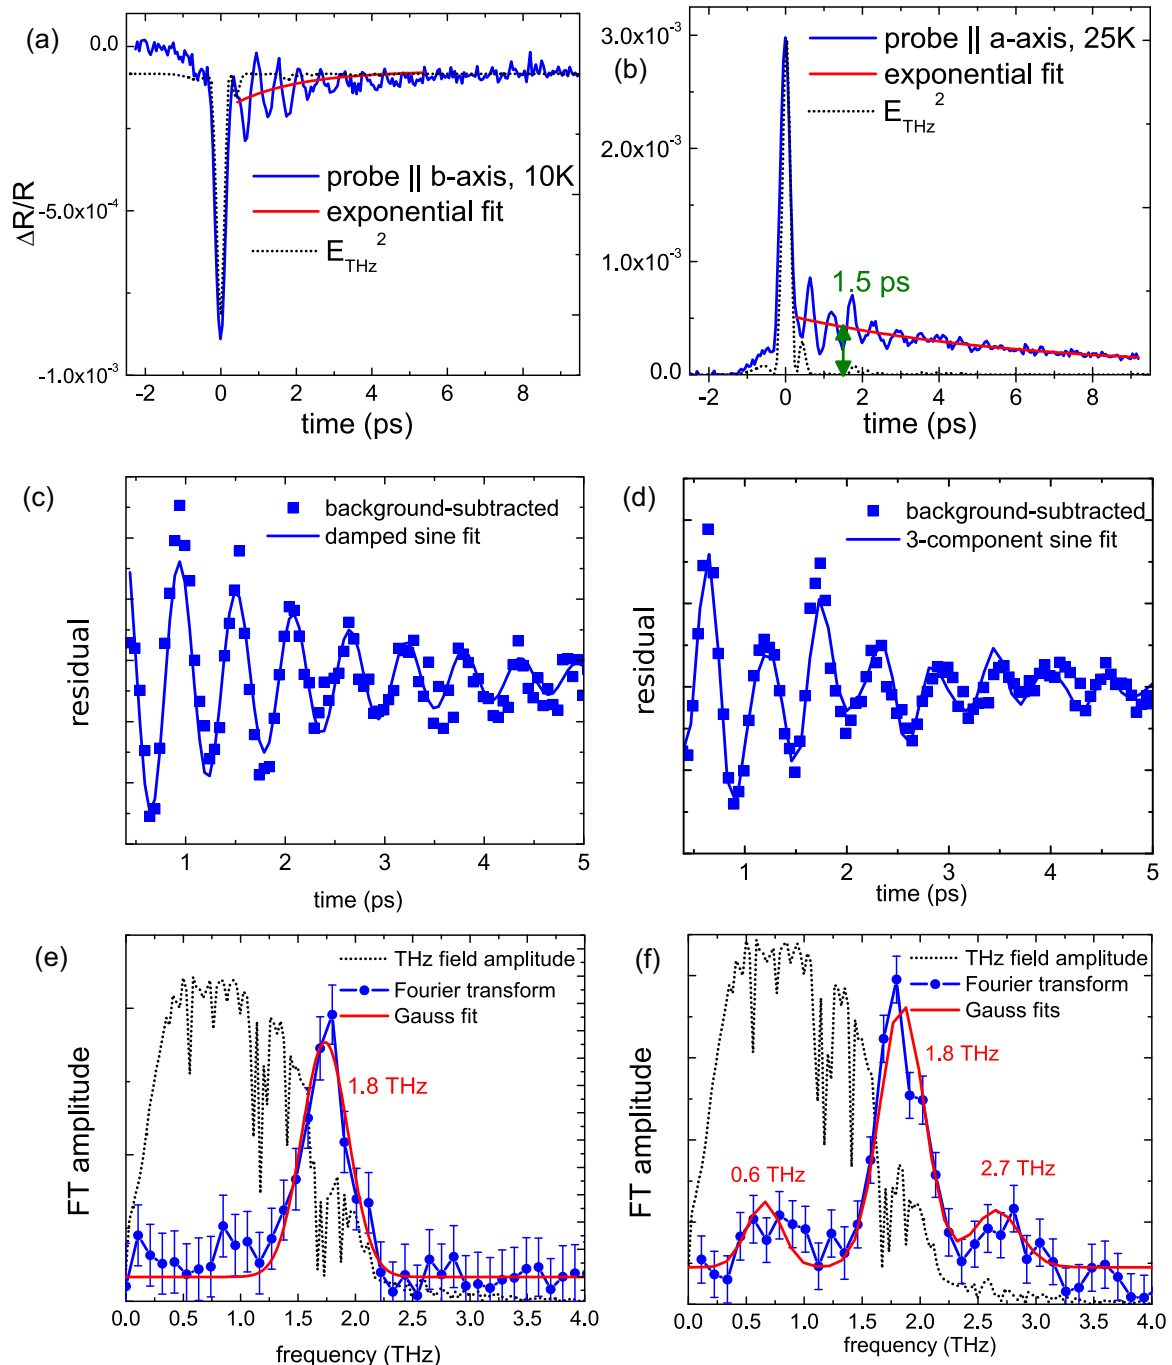 (a)
0.0
-5.0x10⁻⁴
-1.0x10⁻³
ΔR/R
probe || b-axis, 10K
exponential fit
E_THz²
-2 0 2 4 6 8
time (ps)
(b)
3.0x10⁻³
2.0x10⁻³
1.0x10⁻³
0.0
probe || a-axis, 25K
exponential fit
E_THz²
1.5 ps
-2 0 2 4 6 8
time (ps)
(c)
background-subtracted
damped sine fit
residual
1 2 3 4 5
time (ps)
(d)
background-subtracted
3-component sine fit
residual
1 2 3 4 5
time (ps)
(e)
THz field amplitude
Fourier transform
Gauss fit
1.8 THz
FT amplitude
0.0 0.5 1.0 1.5 2.0 2.5 3.0 3.5 4.0
frequency (THz)
(f)
THz field amplitude
Fourier transform
Gauss fits
1.8 THz
0.6 THz
2.7 THz
FT amplitude
0.0 0.5 1.0 1.5 2.0 2.5 3.0 3.5 4.0
frequency (THz)